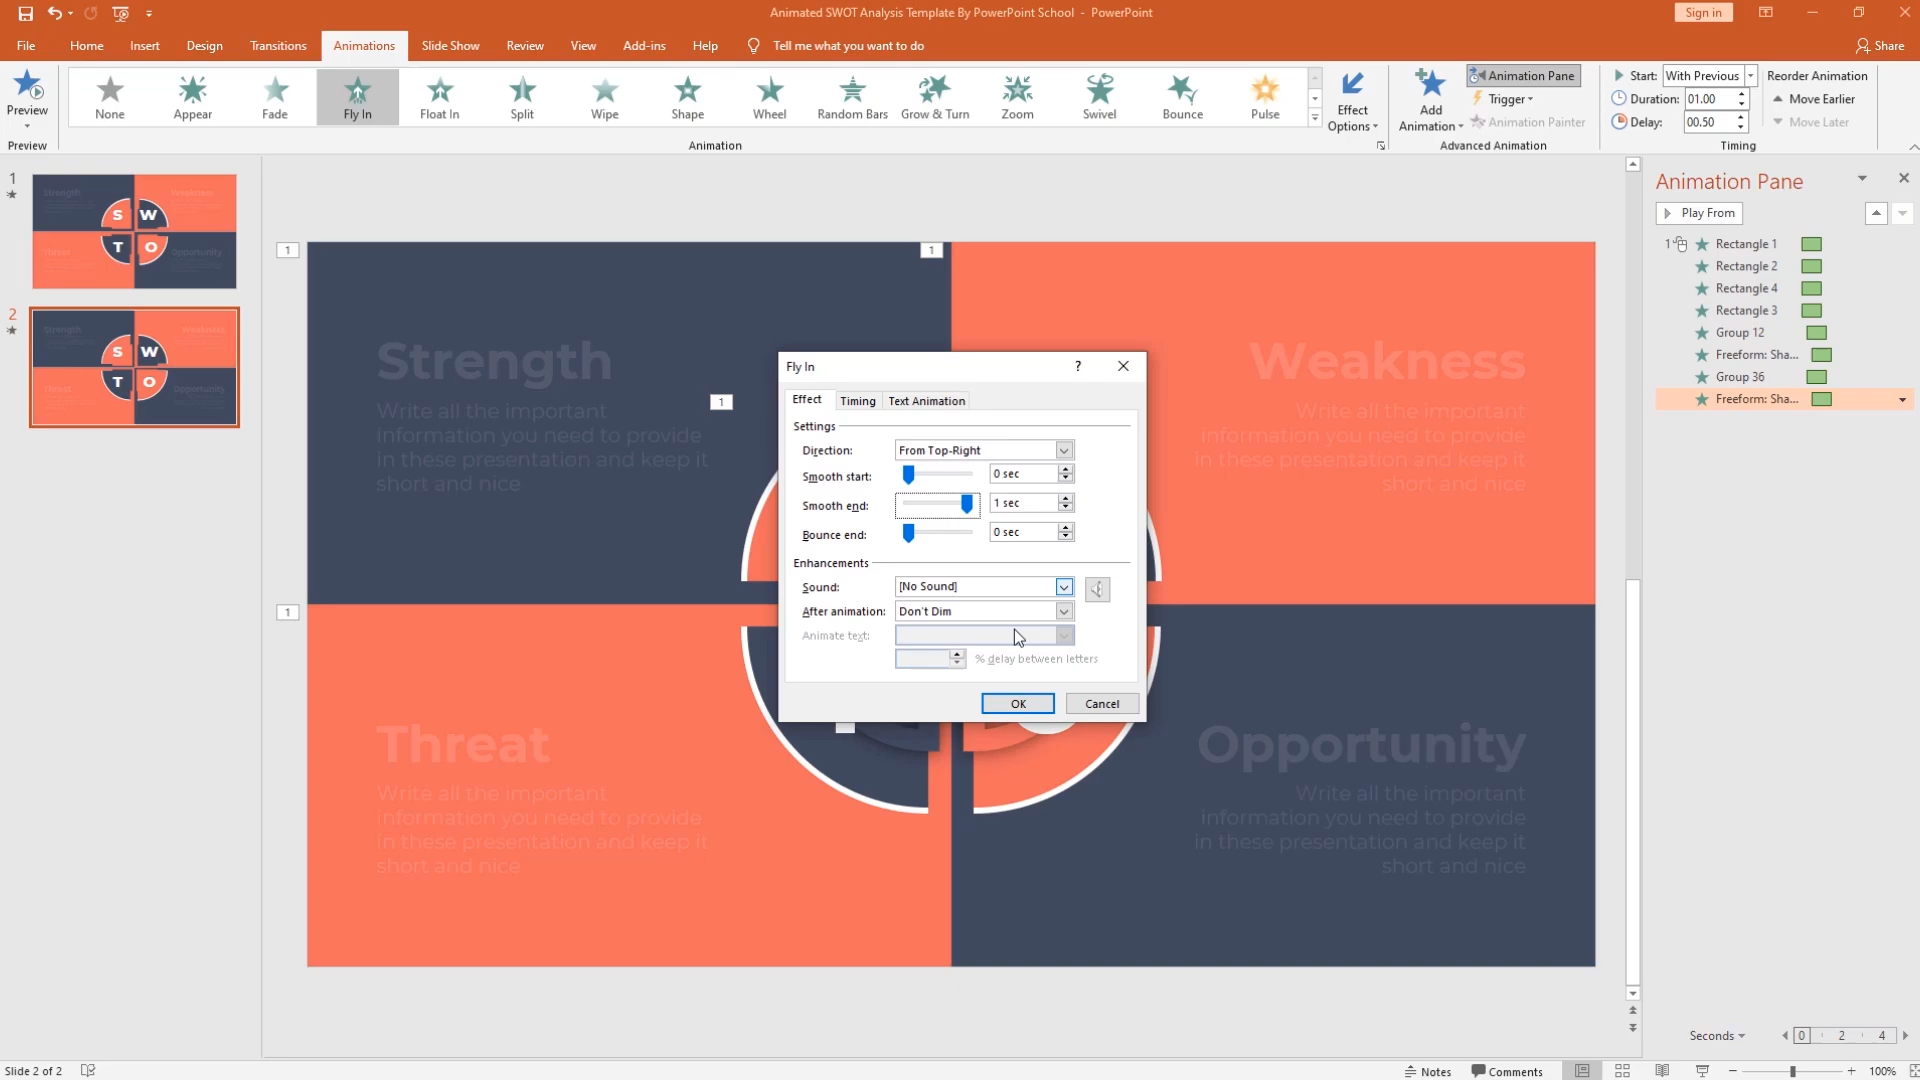 Animated SWOT Analysis Template By PowerPoint School - PowerPoint
Sign in
File
Home
Insert
Design
Transitions
Animations
Slide Show
Review
View
Add-ins
Help
Tell me what you want to do
Share
Preview
None
Appear
Fade
Fly In
Float In
Split
Wipe
Shape
Wheel
Random Bars
Grow & Turn
Zoom
Swivel
Bounce
Pulse
Effect
Options
Add
Animation
Animation Pane
Trigger
Animation Painter
Start: With Previous
Duration: 01.00
Delay: 00.50
Reorder Animation
Move Earlier
Move Later
Preview
Animation
Advanced Animation
Timing
1
S
W
T
O
2
S
W
T
O
1
1
1
1
Strength
Write all the important
information you need to provide
in these presentation and keep it
short and nice
Weakness
Write all the important
information you need to provide
in these presentation and keep it
short and nice
Threat
Write all the important
information you need to provide
in these presentation and keep it
short and nice
Opportunity
Write all the important
information you need to provide
in these presentation and keep it
short and nice
Fly In
?
Effect
Timing
Text Animation
Settings
Direction: From Top-Right
Smooth start: 0 sec
Smooth end: 1 sec
Bounce end: 0 sec
Enhancements
Sound: [No Sound]
After animation: Don't Dim
Animate text:
% delay between letters
OK
Cancel
Animation Pane
Play From
1
Rectangle 1
Rectangle 2
Rectangle 4
Rectangle 3
Group 12
Freeform: Sha...
Group 36
Freeform: Sha...
Seconds
0
2
4
Slide 2 of 2
Notes
Comments
100%